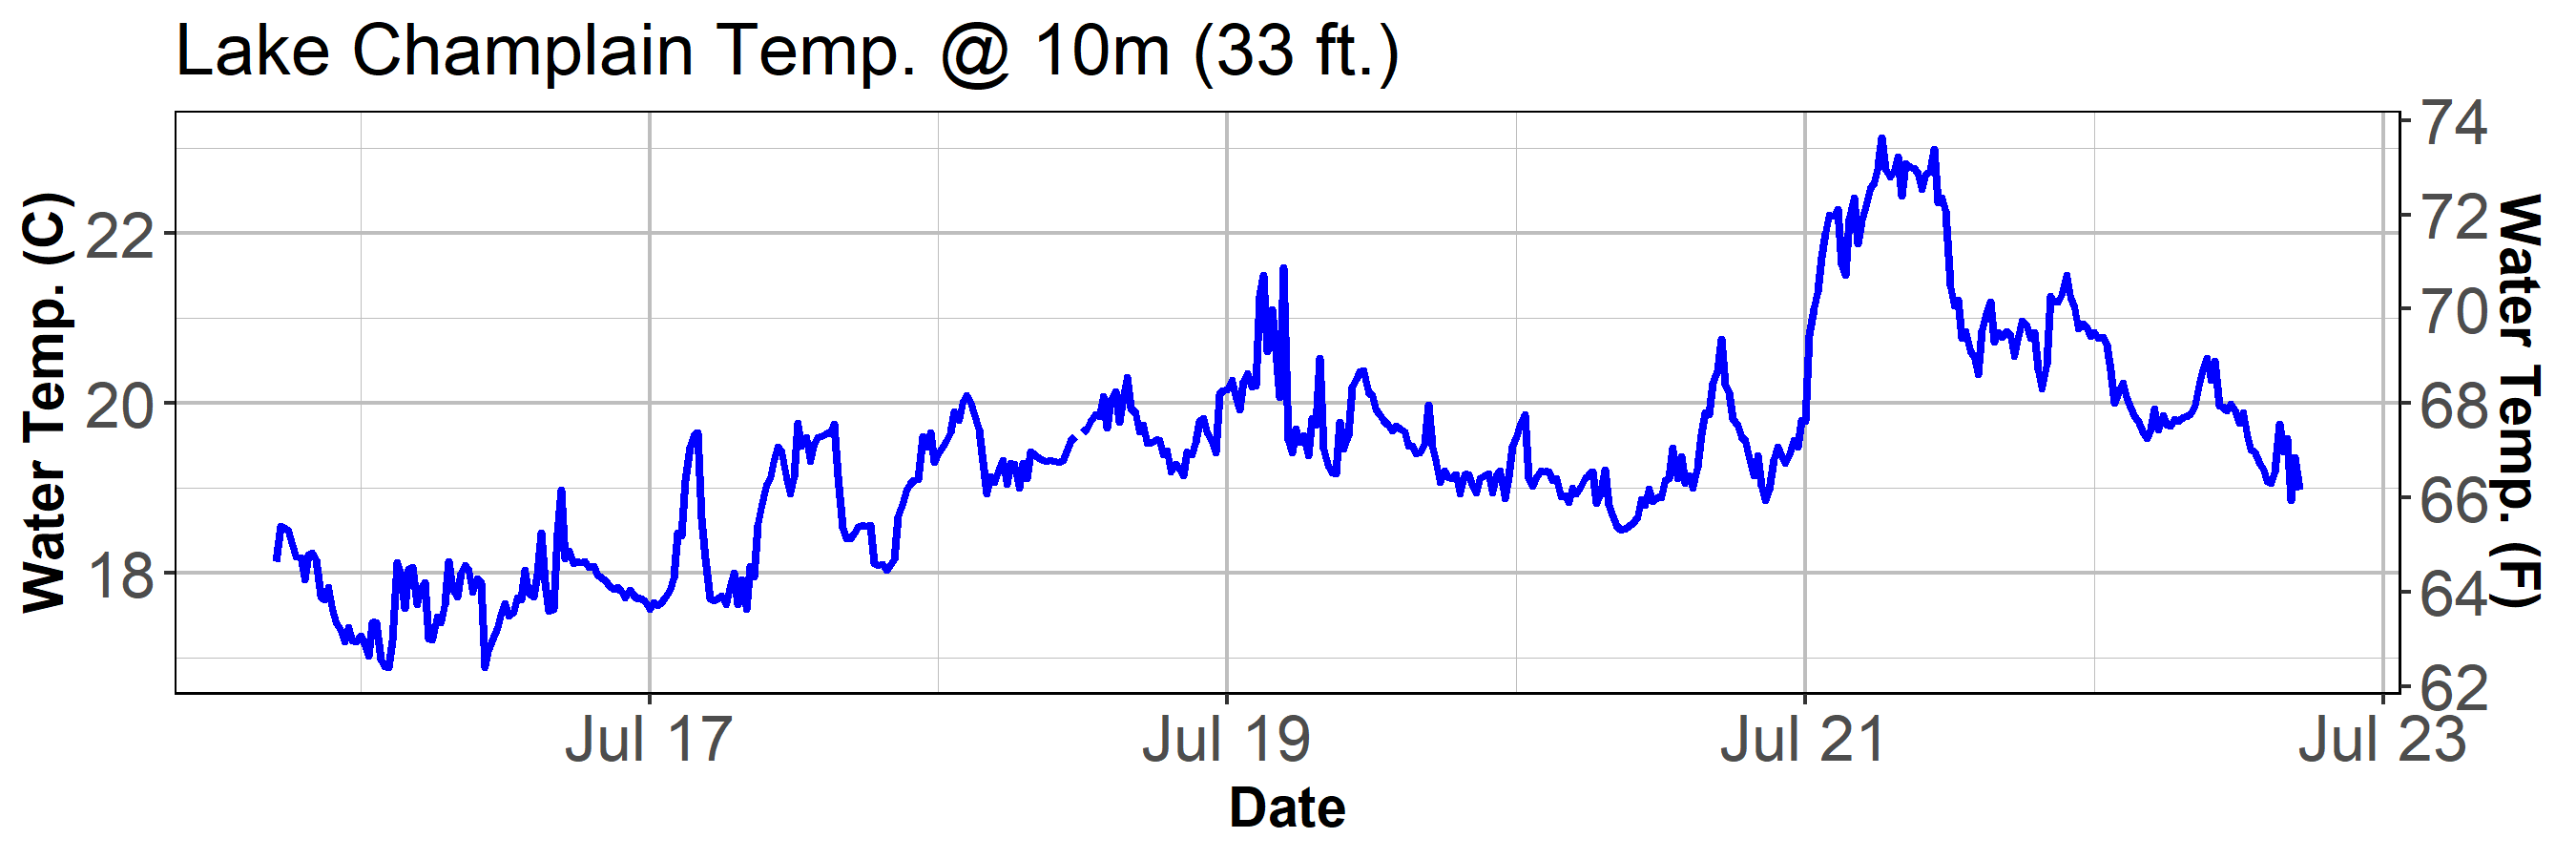 Lake Champlain Temp. @ 10m (33 ft.)
Water Temp. (C)
22
20
18
74
72
70
68
66
64
62
Water Temp. (F)
Jul 17
Jul 19
Jul 21
Jul 23
Date